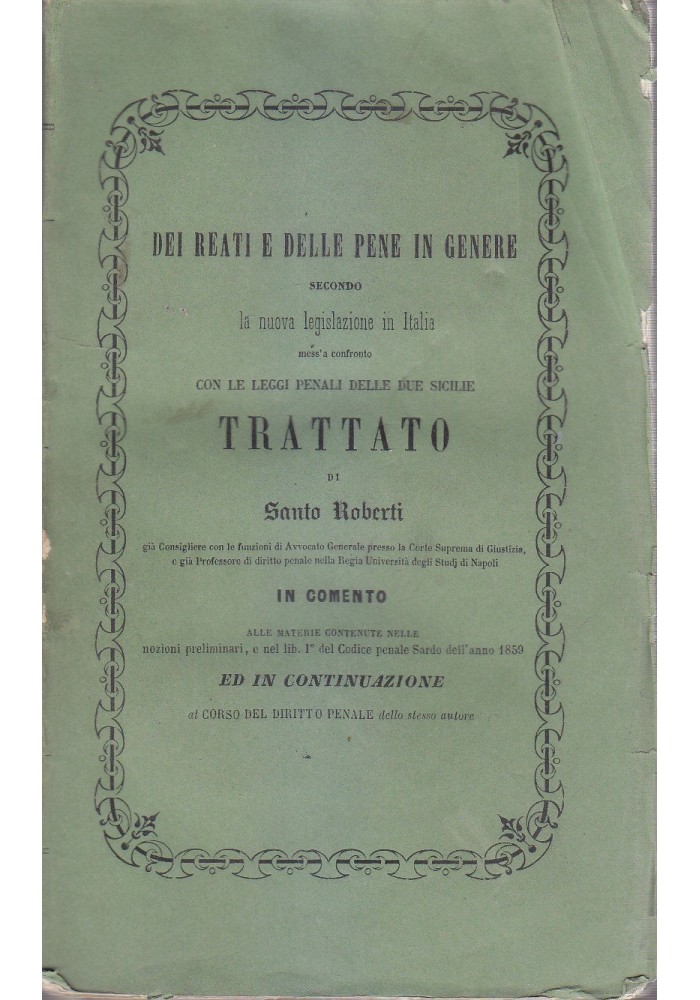 DEI REATI E DELLE PENE IN GENERE
SECONDO
la nuova legislazione in Italia
mess'a confronto
CON LE LEGGI PENALI DELLE DUE SICILIE
TRATTATO
DI
Santo Roberti
già Consigliere con le funzioni di Avvocato Generale presso la Corte Suprema di Giustizia,
e già Professore di diritto penale nella Regia Università degli Studj di Napoli
IN COMENTO
ALLE MATERIE CONTENUTE NELLE
nozioni preliminari, e nel lib. I° del Codice penale Sardo dell'anno 1859
ED IN CONTINUAZIONE
al CORSO DEL DIRITTO PENALE dello stesso autore